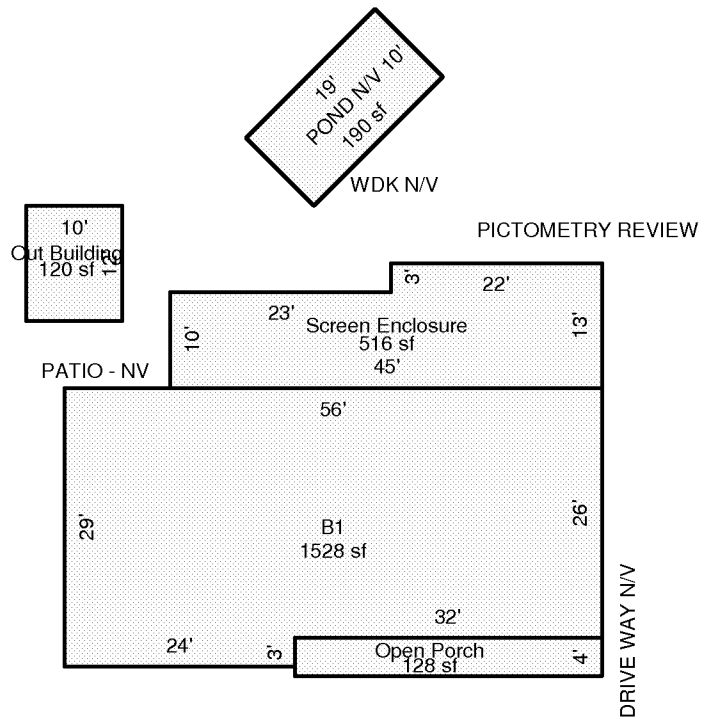 19'
POND N/V 10'
190 sf
WDK N/V
10'
Out Building
120 sf
12'
PICTOMETRY REVIEW
3'
22'
23'
10'
Screen Enclosure
516 sf
13'
45'
PATIO - NV
56'
29'
26'
B1
1528 sf
32'
24'
3'
Open Porch
128 sf
4'
DRIVE WAY N/V